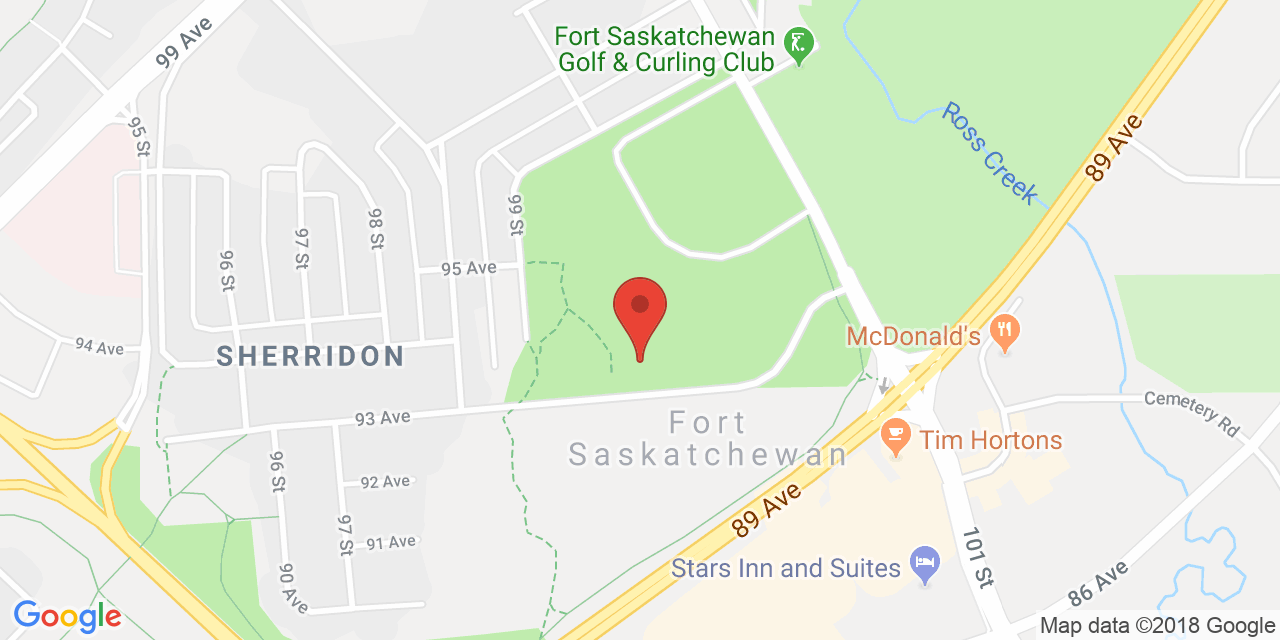 99 Ave
Fort Saskatchewan
Golf & Curling Club
95 St
Ross Creek
89 Ave
99 St
98 St
97 St
96 St
95 Ave
94 Ave
SHERRIDON
McDonald's
93 Ave
Fort
Saskatchewan
Cemetery Rd
Tim Hortons
96 St
92 Ave
97 St
91 Ave
89 Ave
101 St
Stars Inn and Suites
90 Ave
86 Ave
Google
Map data ©2018 Google